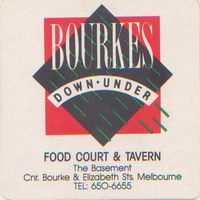 BOURKES
DOWN·UNDER
FOOD COURT & TAVERN
The Basement
Cnr. Bourke & Elizabeth Sts. Melbourne
TEL: 650-6655